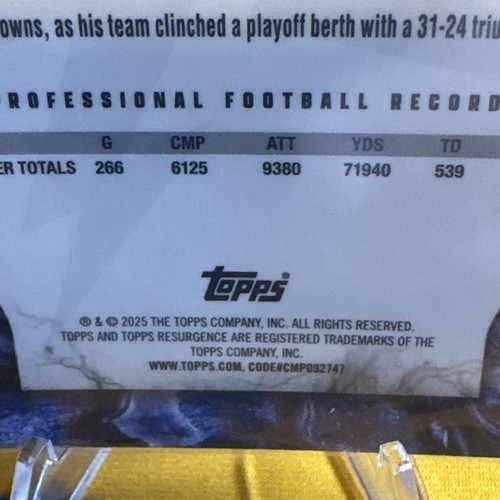 owns, as his team clinched a playoff berth with a 31-24 triu
ROFESSIONAL FOOTBALL RECORD
G CMP ATT YDS TD
ER TOTALS 266 6125 9380 71940 539
topps®
® & © 2025 THE TOPPS COMPANY, INC. ALL RIGHTS RESERVED.
TOPPS AND TOPPS RESURGENCE ARE REGISTERED TRADEMARKS OF THE
TOPPS COMPANY, INC.
WWW.TOPPS.COM. CODE#CMP092747